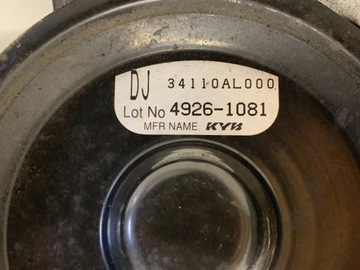 DJ 34110AL000
Lot No 4926-1081
MFR NAME KYB